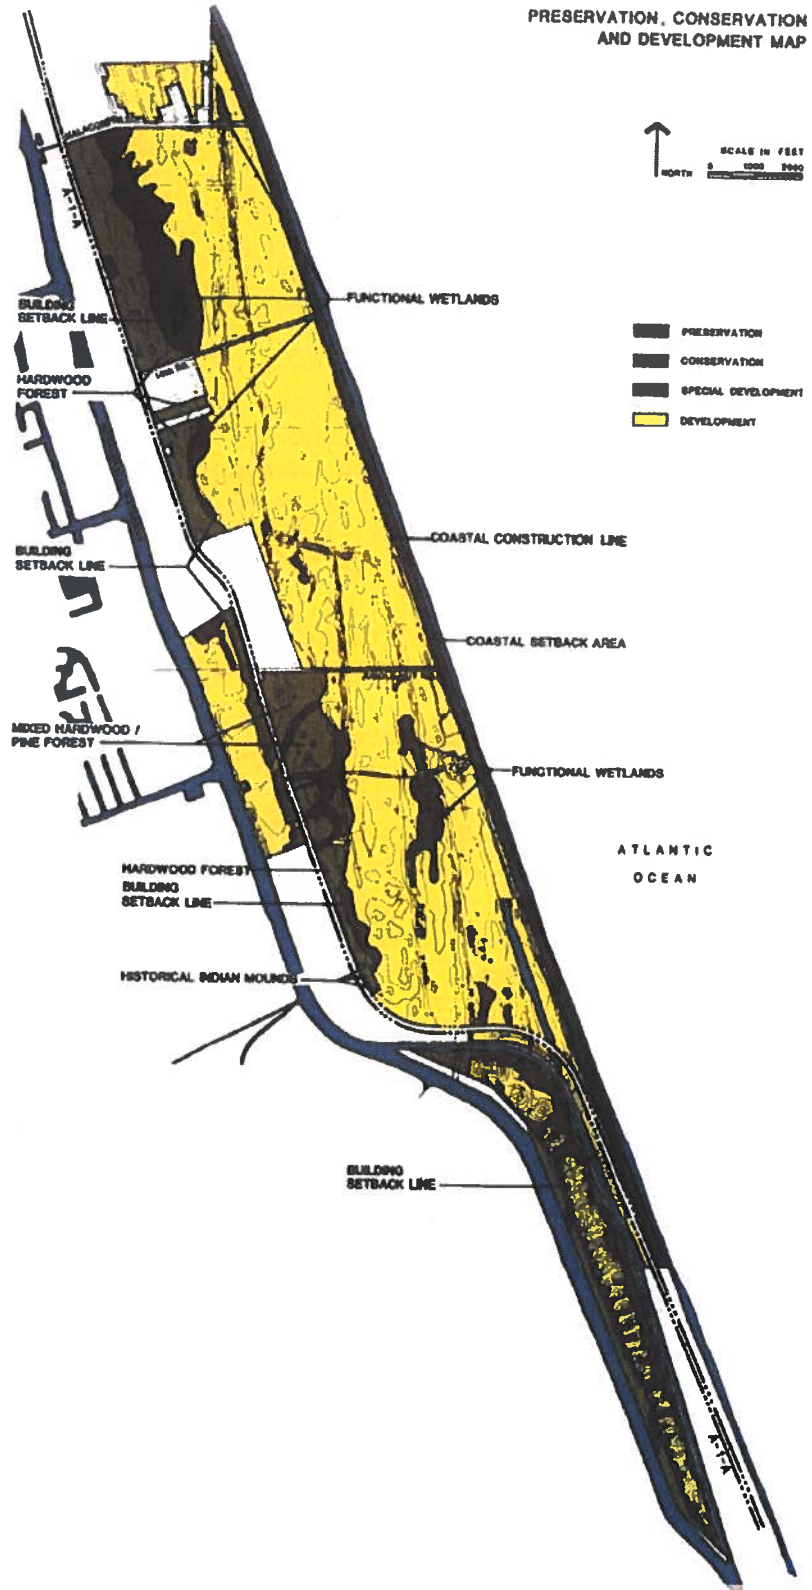 PRESERVATION, CONSERVATION
AND DEVELOPMENT MAP
NORTH
SCALE IN FEET
0 1000 2000
A-1-A
BUILDING
SETBACK LINE
FUNCTIONAL WETLANDS
PRESERVATION
CONSERVATION
SPECIAL DEVELOPMENT
DEVELOPMENT
HARDWOOD
FOREST
COASTAL CONSTRUCTION LINE
BUILDING
SETBACK LINE
COASTAL SETBACK AREA
MIXED HARDWOOD /
PINE FOREST
FUNCTIONAL WETLANDS
ATLANTIC
OCEAN
HARDWOOD FOREST
BUILDING
SETBACK LINE
HISTORICAL INDIAN MOUNDS
BUILDING
SETBACK LINE
A-1-A